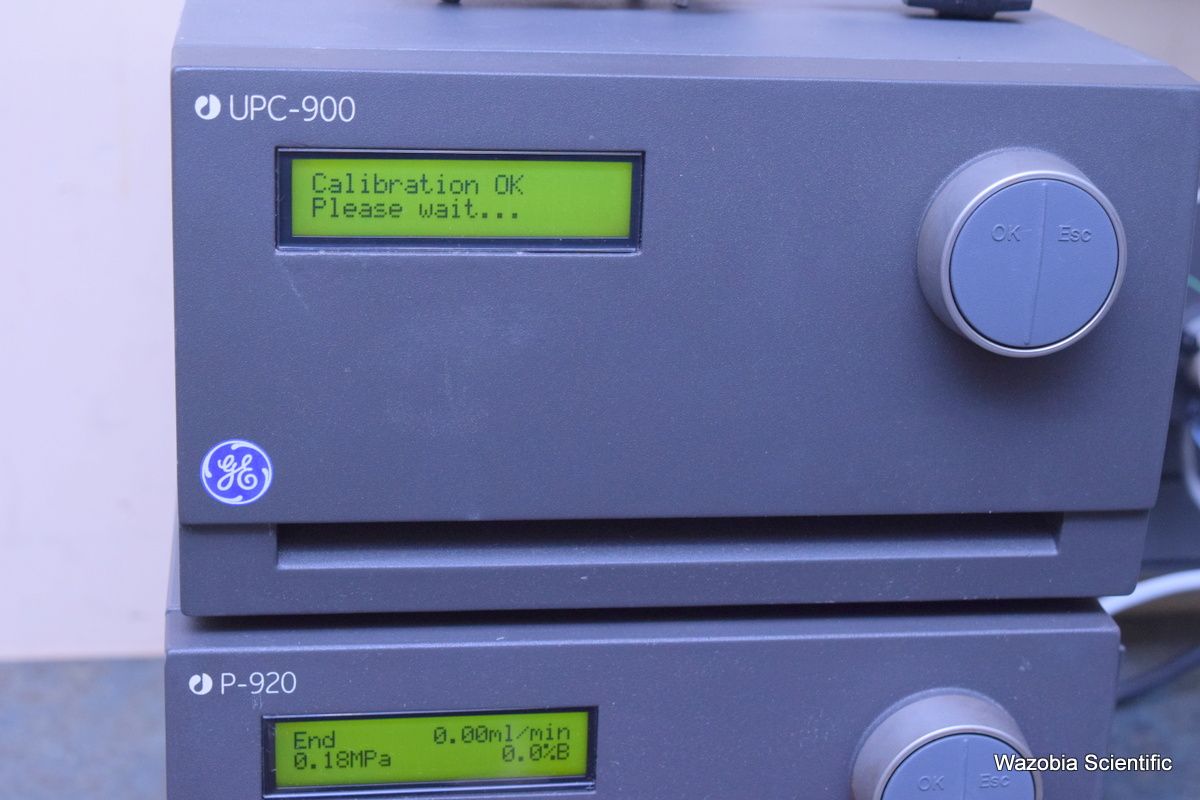 UPC-900
Calibration OK
Please wait...
OK Esc
GE
P-920
End 0.00ml/min
0.18MPa 0.0%B
OK Esc
Wazobia Scientific